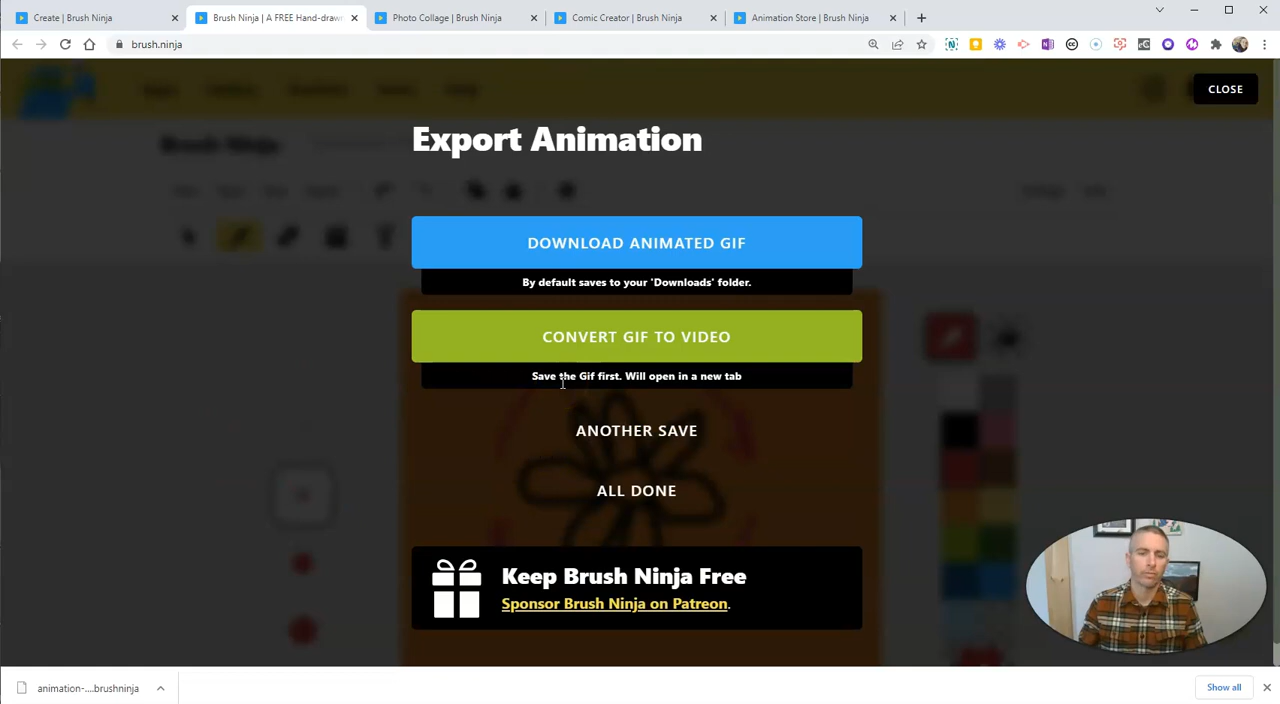 Create | Brush Ninja
Brush Ninja | A FREE Hand-drawn
Photo Collage | Brush Ninja
Comic Creator | Brush Ninja
Animation Store | Brush Ninja
brush.ninja
CLOSE
Export Animation
Brush Ninja
DOWNLOAD ANIMATED GIF
By default saves to your 'Downloads' folder.
CONVERT GIF TO VIDEO
Save the Gif first. Will open in a new tab
ANOTHER SAVE
ALL DONE
Keep Brush Ninja Free
Sponsor Brush Ninja on Patreon.
animation-....brushninja
Show all